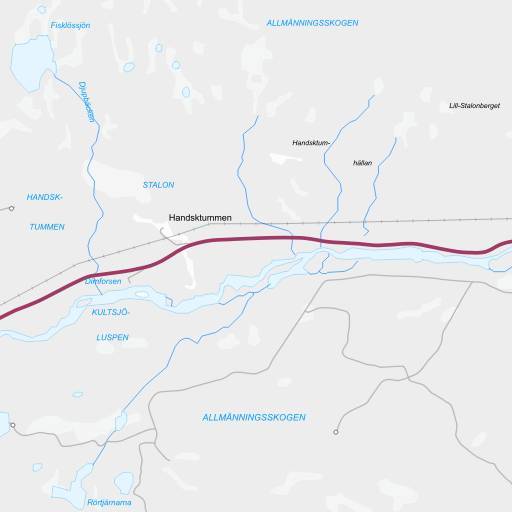 Fisklössjön
ALLMÄNNINGSSKOGEN
Djupbäcken
Lill-Stalonberget
Handsktum-
hällan
STALON
HANDSK-
TUMMEN
Handsktummen
Dimforsen
KULTSJÖ-
LUSPEN
ALLMÄNNINGSSKOGEN
Rörtjärnarna